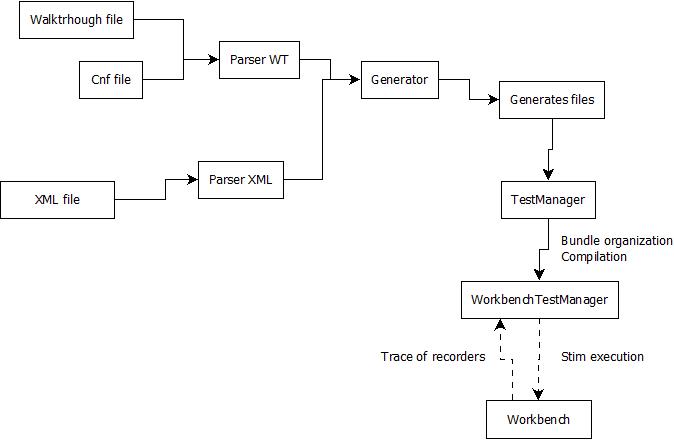 Walktrhough file
Cnf file
Parser WT
Generator
Generates files
XML file
Parser XML
TestManager
Bundle organization
Compilation
WorkbenchTestManager
Trace of recorders
Stim execution
Workbench